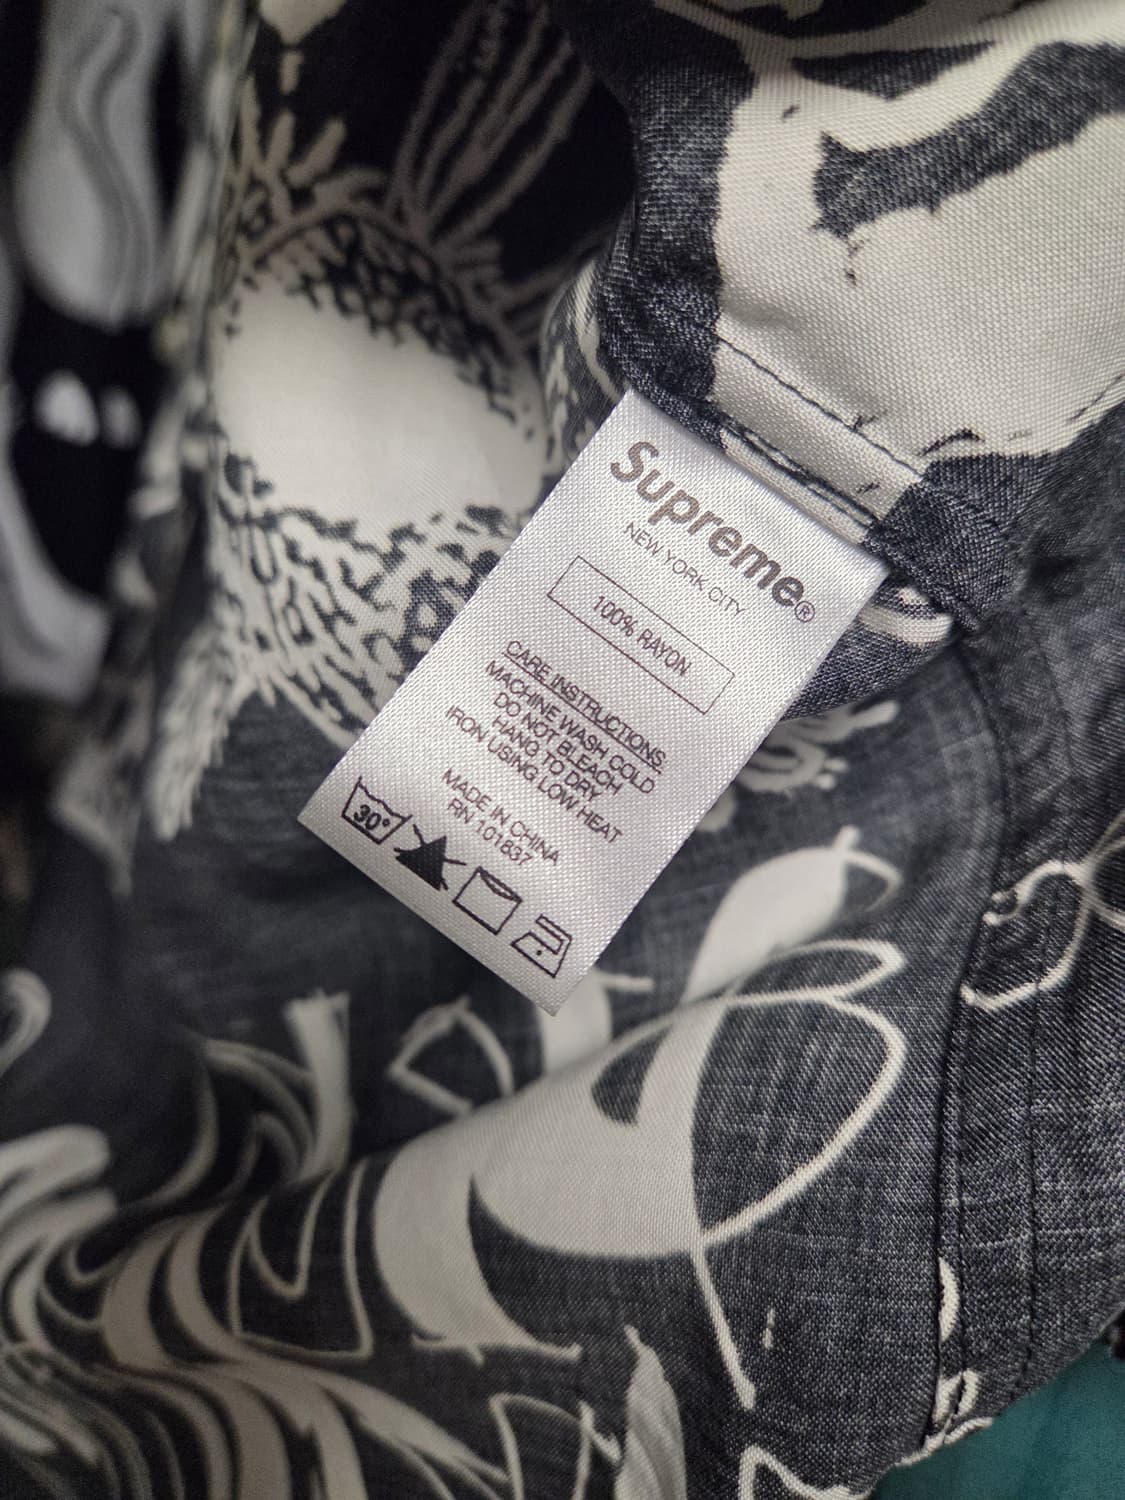 Supreme®
NEW YORK CITY
100% RAYON
CARE INSTRUCTIONS
MACHINE WASH COLD
DO NOT BLEACH
HANG TO DRY
IRON USING LOW HEAT
MADE IN CHINA
RN 101837
30°